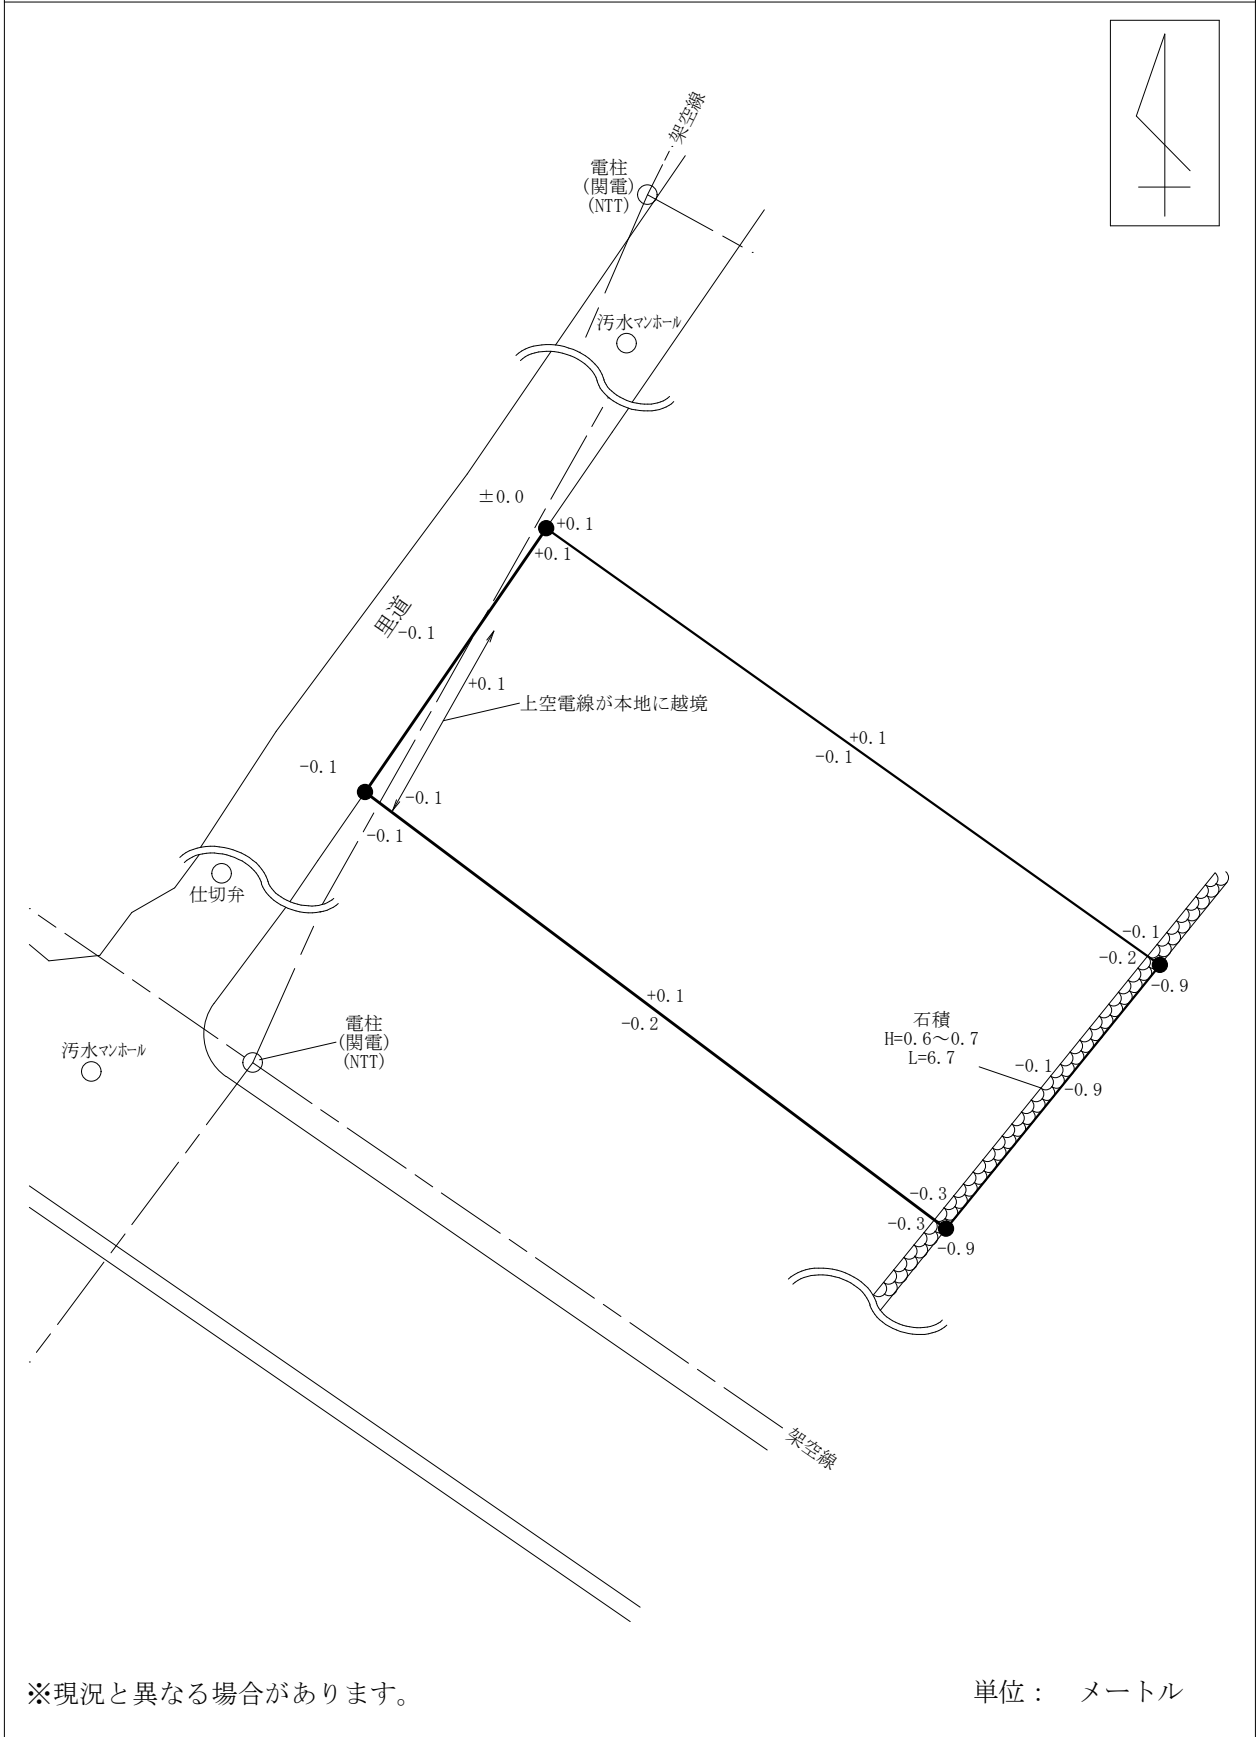 架空線
電柱
(関電)
(NTT)
汚水マンホール
±0.0
+0.1
+0.1
里道
-0.1
+0.1
上空電線が本地に越境
+0.1
-0.1
-0.1
-0.1
-0.1
仕切弁
-0.1
-0.2
-0.9
+0.1
-0.2
石積
H=0.6～0.7
L=6.7
電柱
(関電)
(NTT)
汚水マンホール
-0.1
-0.9
-0.3
-0.3
-0.9
架空線
※現況と異なる場合があります。
単位： メートル